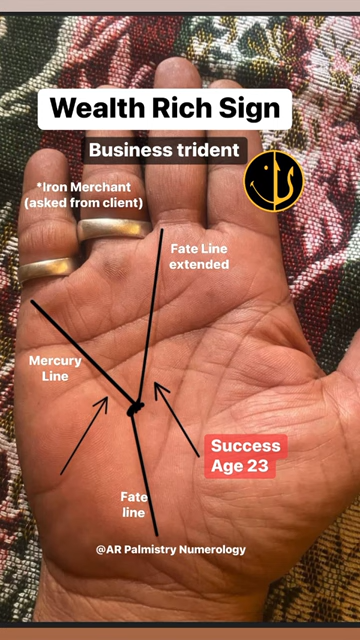 Wealth Rich Sign
Business trident
*Iron Merchant
(asked from client)
Fate Line
extended
Mercury
Line
Success
Age 23
Fate
line
@AR Palmistry Numerology